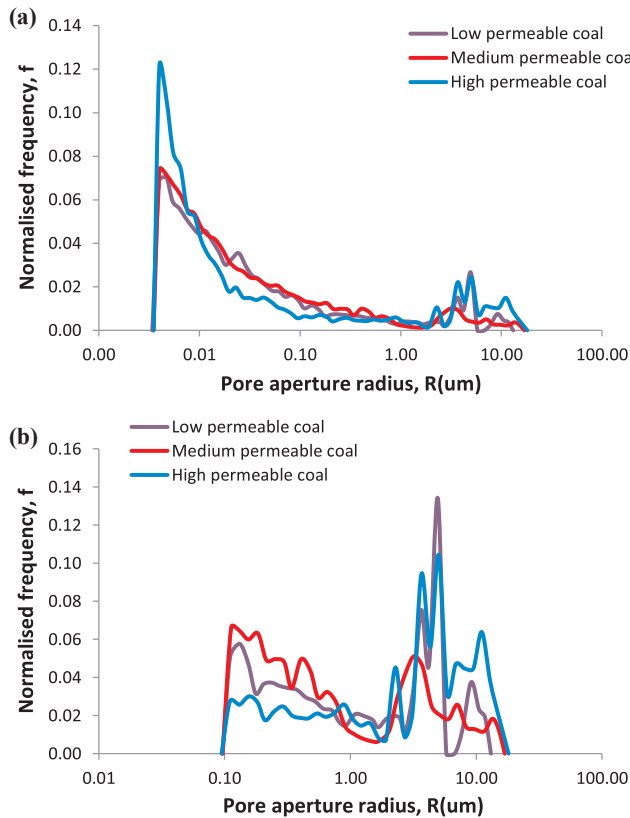 (a)
Low permeable coal
Medium permeable coal
High permeable coal
Normalised frequency, f
0.14
0.12
0.10
0.08
0.06
0.04
0.02
0.00
0.00 0.01 0.10 1.00 10.00 100.00
Pore aperture radius, R(um)
(b)
Low permeable coal
Medium permeable coal
High permeable coal
Normalised frequency, f
0.16
0.14
0.12
0.10
0.08
0.06
0.04
0.02
0.00
0.01 0.10 1.00 10.00 100.00
Pore aperture radius, R(um)